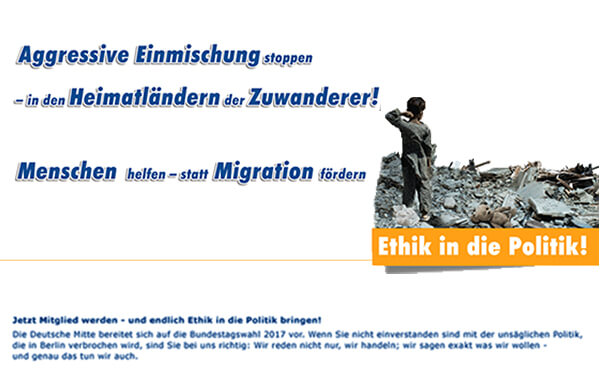 Aggressive Einmischung stoppen
– in den Heimatländern der Zuwanderer!
Menschen helfen – statt Migration fördern
Ethik in die Politik!
Jetzt Mitglied werden - und endlich Ethik in die Politik bringen!
Die Deutsche Mitte bereitet sich auf die Bundestagswahl 2017 vor. Wenn Sie nicht einverstanden sind mit der unsäglichen Politik,
die in Berlin verbrochen wird, sind Sie bei uns richtig: Wir reden nicht nur, wir handeln; wir sagen exakt was wir wollen -
und genau das tun wir auch.